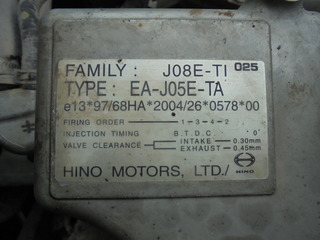 FAMILY : J08E-TI 025
TYPE : EA-J05E-TA
e13*97/68HA*2004/26*0578*00
FIRING ORDER 1-3-4-2
INJECTION TIMING B.T.D.C. '0°
VALVE CLEARANCE INTAKE 0.30mm
EXHAUST 0.45mm
HINO MOTORS, LTD./
HINO